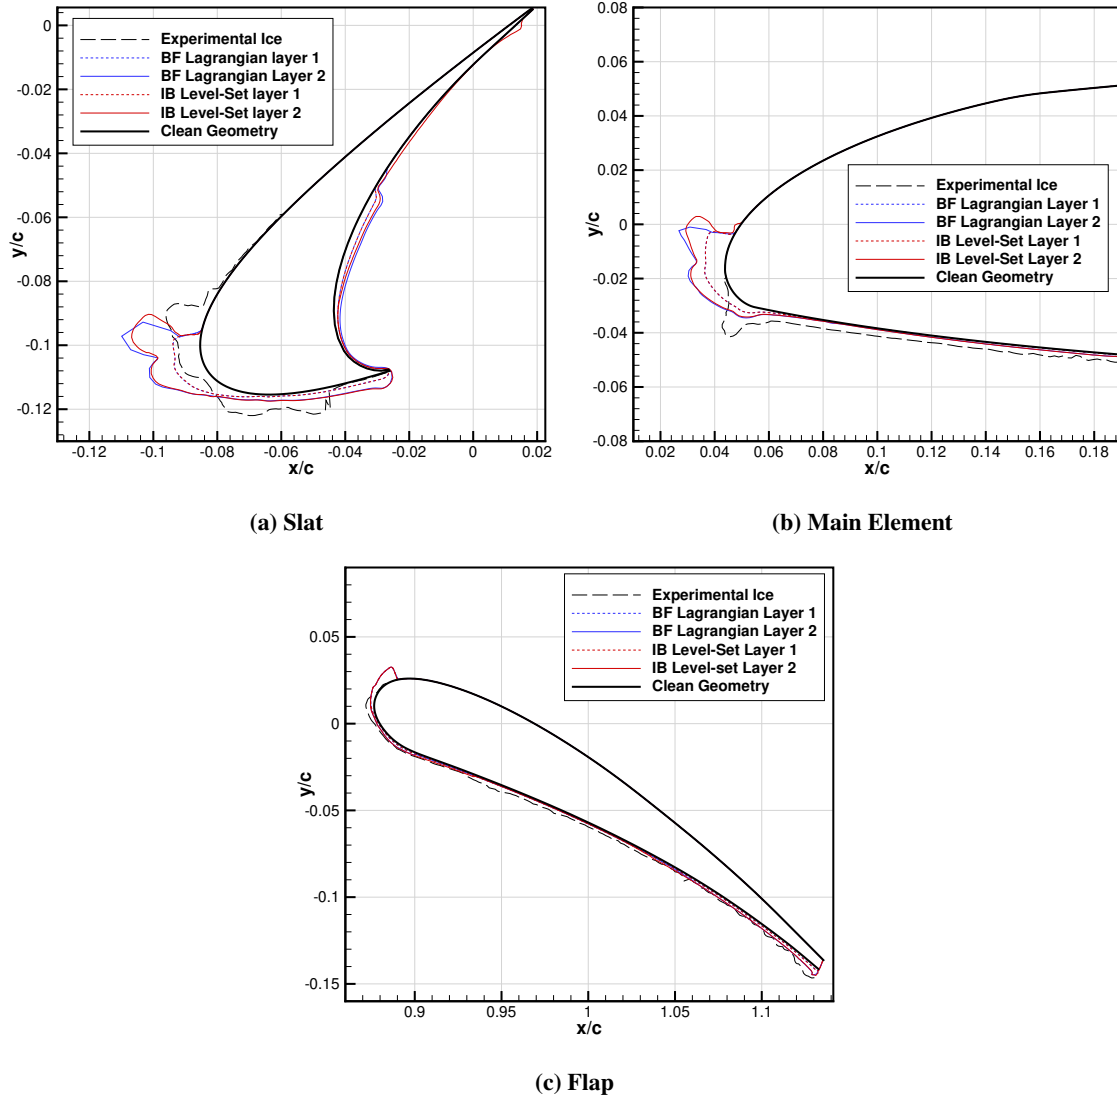 0
-0.02
-0.04
-0.06
-0.08
-0.1
-0.12
y/c
Experimental Ice
BF Lagrangian layer 1
BF Lagrangian Layer 2
IB Level-Set layer 1
IB Level-Set layer 2
Clean Geometry
-0.12 -0.1 -0.08 -0.06 -0.04 -0.02 0 0.02
x/c
(a) Slat
0.08
0.06
0.04
0.02
0
-0.02
-0.04
-0.06
-0.08
y/c
Experimental Ice
BF Lagrangian Layer 1
BF Lagrangian Layer 2
IB Level-Set Layer 1
IB Level-Set Layer 2
Clean Geometry
0.02 0.04 0.06 0.08 0.1 0.12 0.14 0.16 0.18
x/c
(b) Main Element
0.05
0
-0.05
-0.1
-0.15
y/c
Experimental Ice
BF Lagrangian Layer 1
BF Lagrangian Layer 2
IB Level-Set Layer 1
IB Level-set Layer 2
Clean Geometry
0.9 0.95 1 1.05 1.1
x/c
(c) Flap